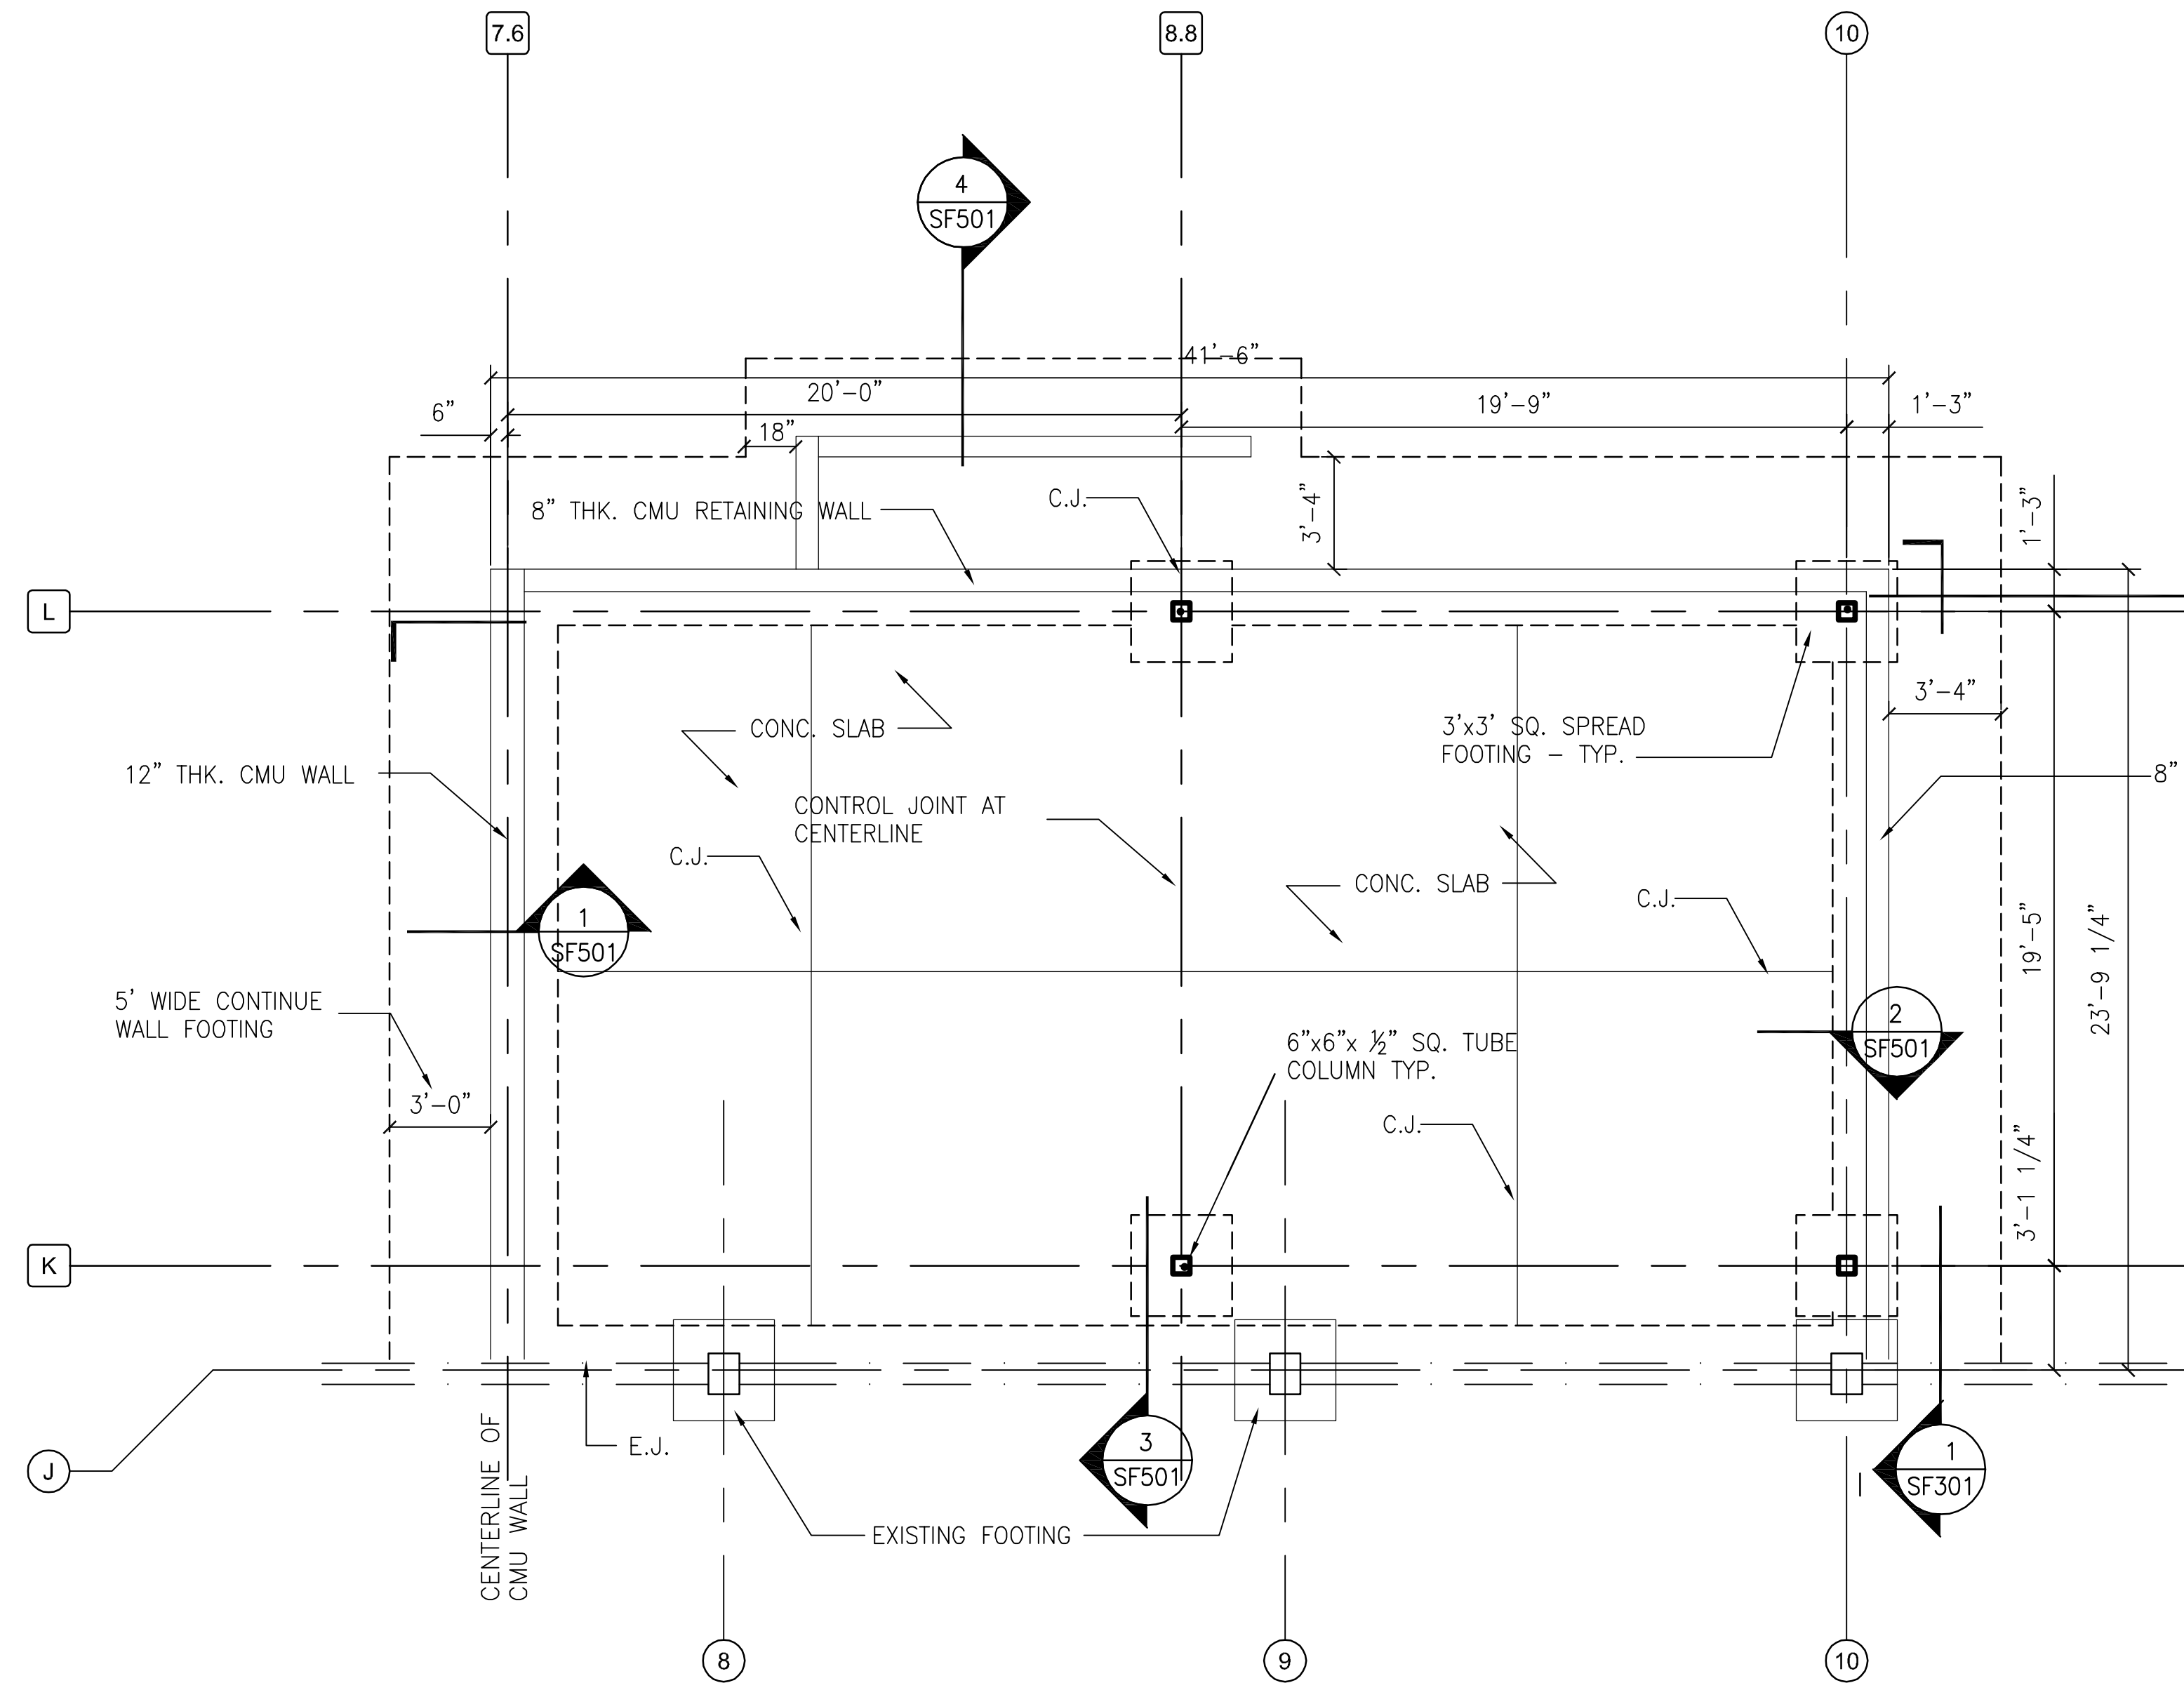 7.6
8.8
10
4
SF501
41'-6"
20'-0"
6"
18"
19'-9"
1'-3"
8" THK. CMU RETAINING WALL
C.J.
3'-4"
1'-3"
L
CONC. SLAB
3'x3' SQ. SPREAD
FOOTING - TYP.
3'-4"
12" THK. CMU WALL
CONTROL JOINT AT
CENTERLINE
8"
C.J.
CONC. SLAB
C.J.
1
SF501
19'-5"
23'-9 1/4"
5' WIDE CONTINUE
WALL FOOTING
2
SF501
6"x6"x ½" SQ. TUBE
COLUMN TYP.
3'-0"
C.J.
3'-1 1/4"
K
J
E.J.
3
SF501
1
SF301
CENTERLINE OF
CMU WALL
EXISTING FOOTING
8
9
10